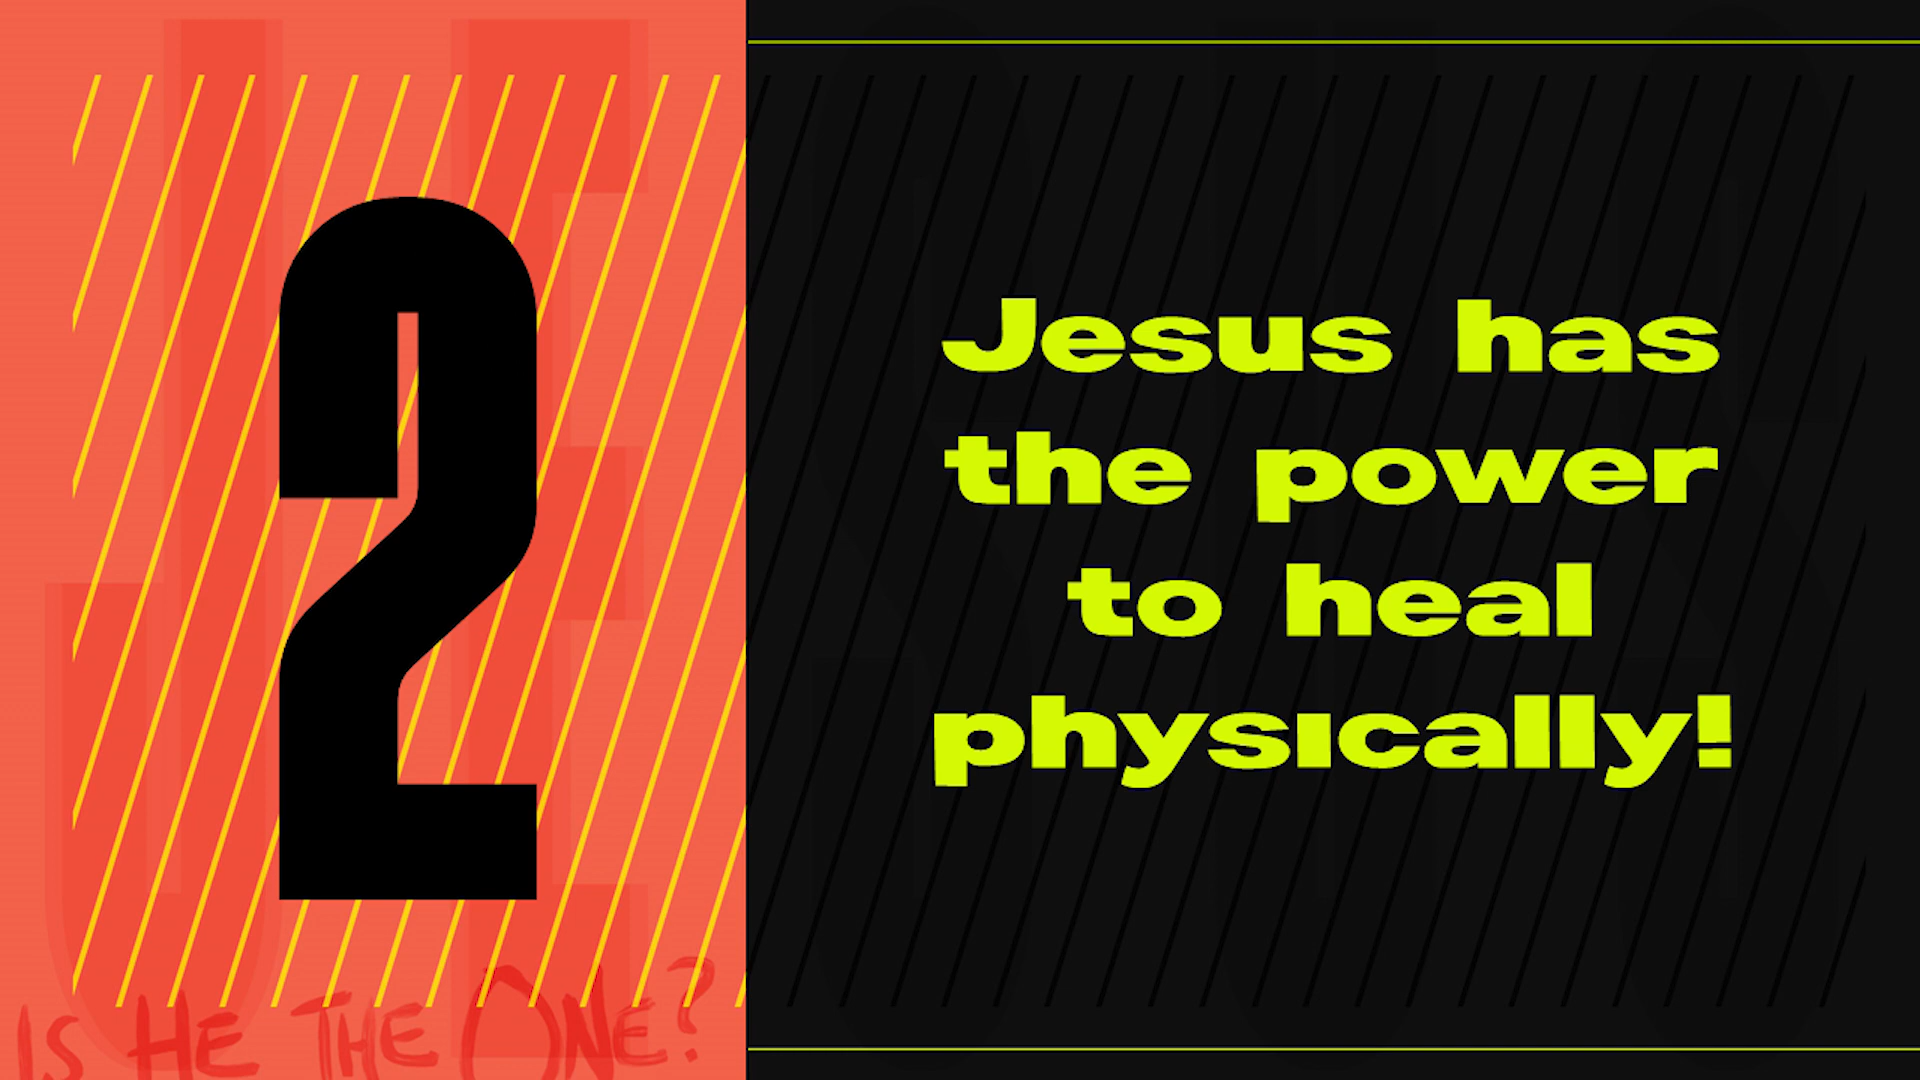 2
Jesus has
the power
to heal
physically!
IS HE THE ONE?